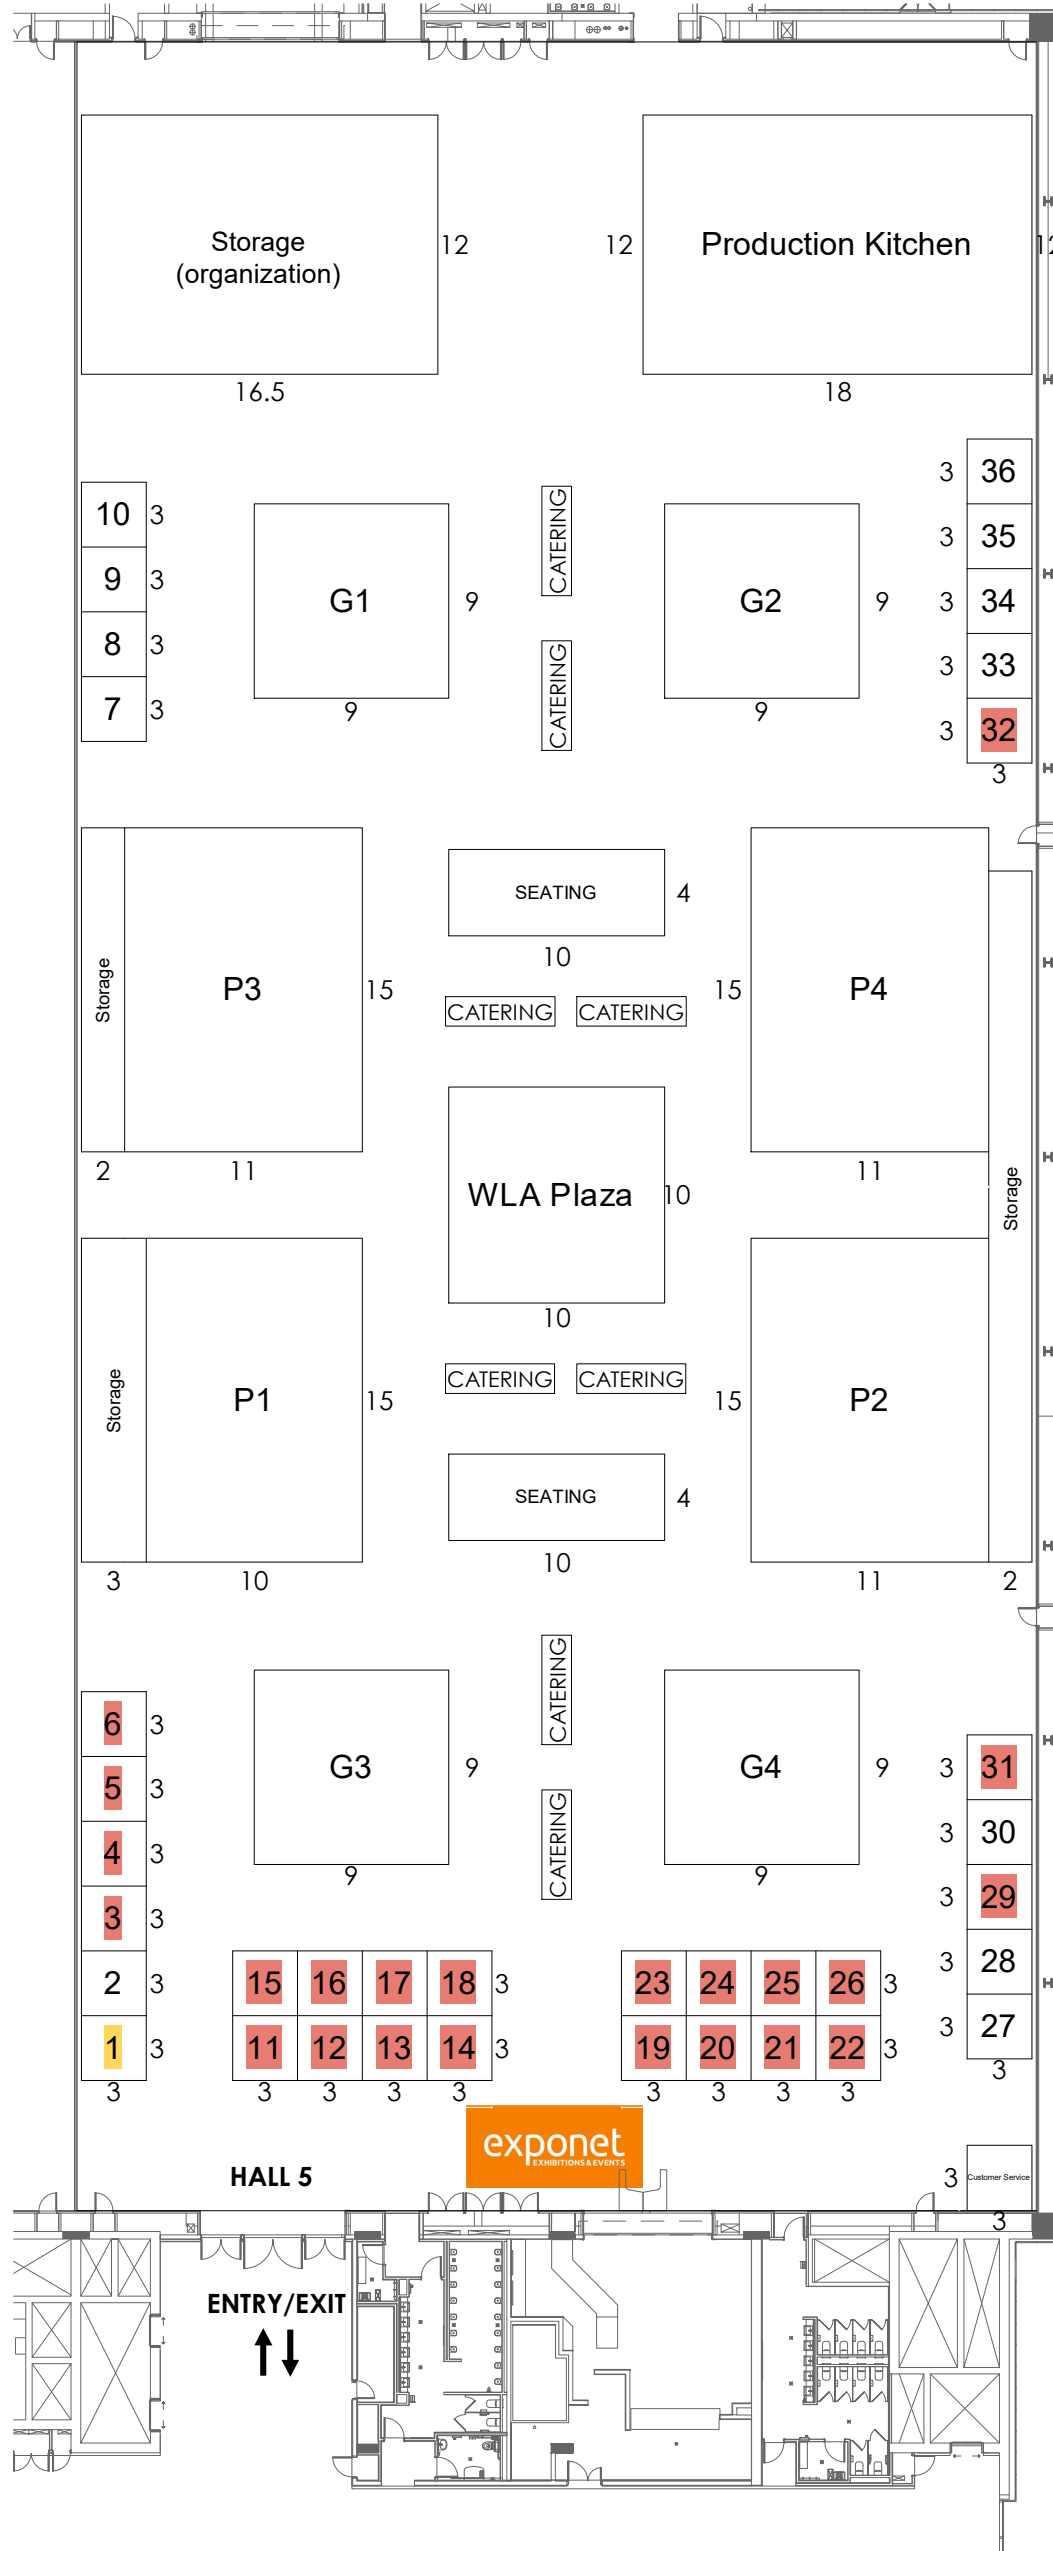 Storage
(organization)
12
16.5
12
Production Kitchen
12
18
10 3
9 3
8 3
7 3
G1
9
9
CATERING
CATERING
G2
9
9
3 36
3 35
3 34
3 33
3 32
3
Storage
P3
15
2
11
SEATING
4
10
CATERING CATERING
15
P4
11
WLA Plaza
10
10
Storage
Storage
P1
15
3
10
CATERING CATERING
SEATING
4
10
15
P2
11
2
6 3
5 3
4 3
3 3
2 3
1 3
3
G3
9
9
CATERING
CATERING
G4
9
9
3 31
3 30
3 29
3 28
3 27
3
15 16 17 18 3
11 12 13 14 3
3 3 3 3
23 24 25 26 3
19 20 21 22 3
3 3 3 3
exponet
EXHIBITIONS & EVENTS
HALL 5
3 Customer Service
3
ENTRY/EXIT